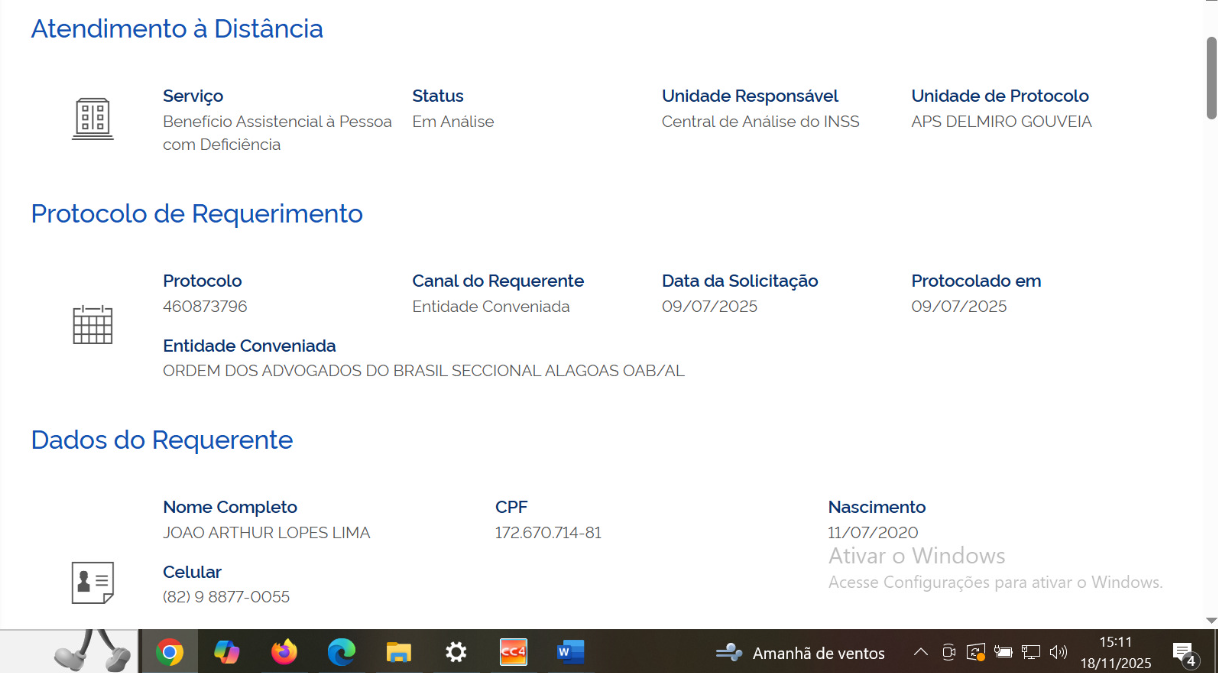 Atendimento à Distância
Serviço Status Unidade Responsável Unidade de Protocolo
Benefício Assistencial à Pessoa Em Análise Central de Análise do INSS APS DELMIRO GOUVEIA
com Deficiência
Protocolo de Requerimento
Protocolo Canal do Requerente Data da Solicitação Protocolado em
460873796 Entidade Conveniada 09/07/2025 09/07/2025
Entidade Conveniada
ORDEM DOS ADVOGADOS DO BRASIL SECCIONAL ALAGOAS OAB/AL
Dados do Requerente
Nome Completo CPF Nascimento
JOAO ARTHUR LOPES LIMA 172.670.714-81 11/07/2020
Ativar o Windows
Celular Acesse Configurações para ativar o Windows.
(82) 9 8877-0055
CC4 W Amanhã de ventos 15:11
18/11/2025 4